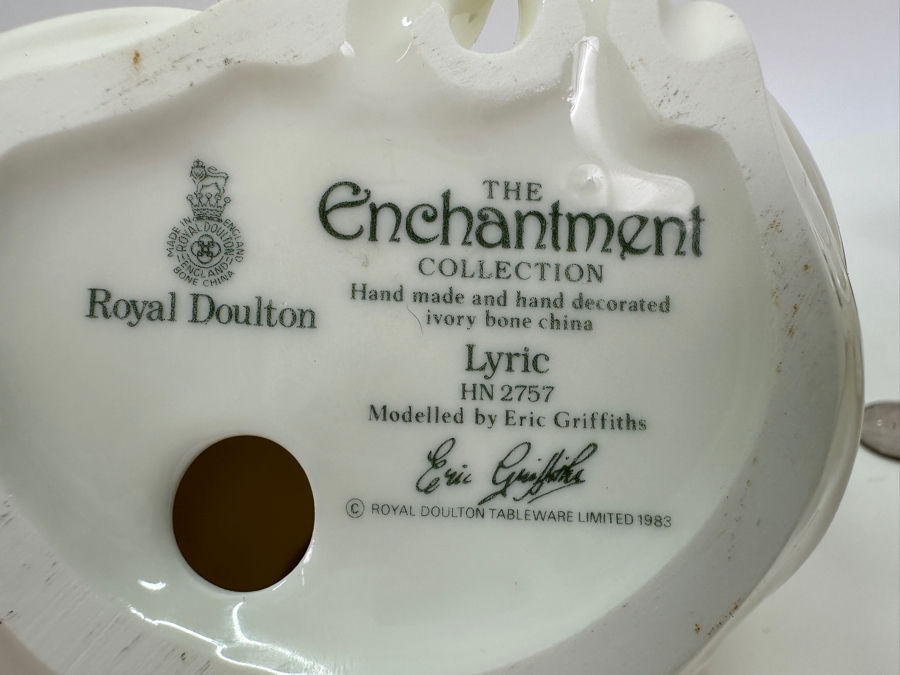 MADE IN ENGLAND
ROYAL DOULTON
ENGLAND
BONE CHINA
Royal Doulton
THE
Enchantment
COLLECTION
Hand made and hand decorated
ivory bone china
Lyric
HN 2757
Modelled by Eric Griffiths
Eric Griffiths
© ROYAL DOULTON TABLEWARE LIMITED 1983